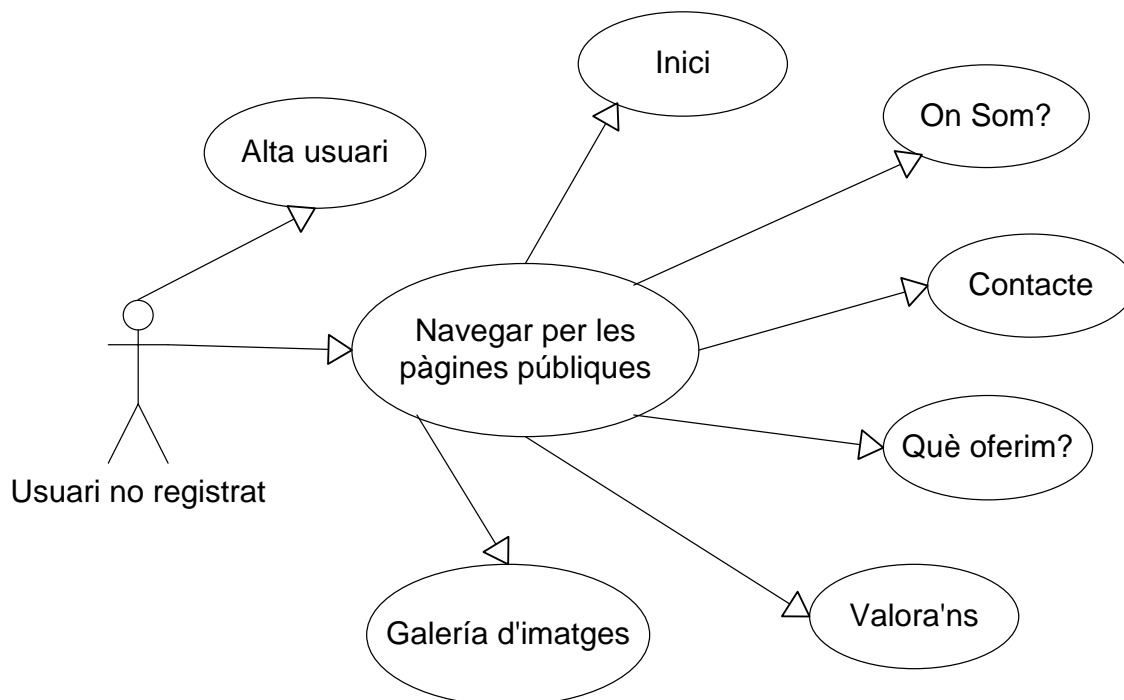 Inici
On Som?
Alta usuari
Contacte
Navegar per les
pàgines públiques
Què oferim?
Usuari no registrat
Valora'ns
Galería d'imatges